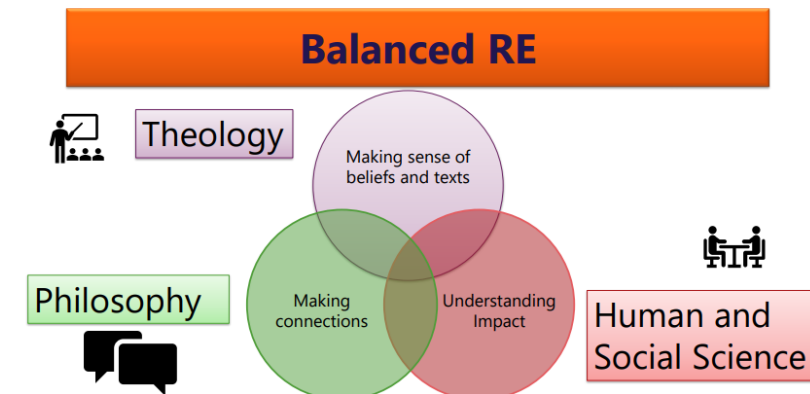 Balanced RE
Theology
Making sense of
beliefs and texts
Philosophy
Making
connections
Understanding
Impact
Human and
Social Science